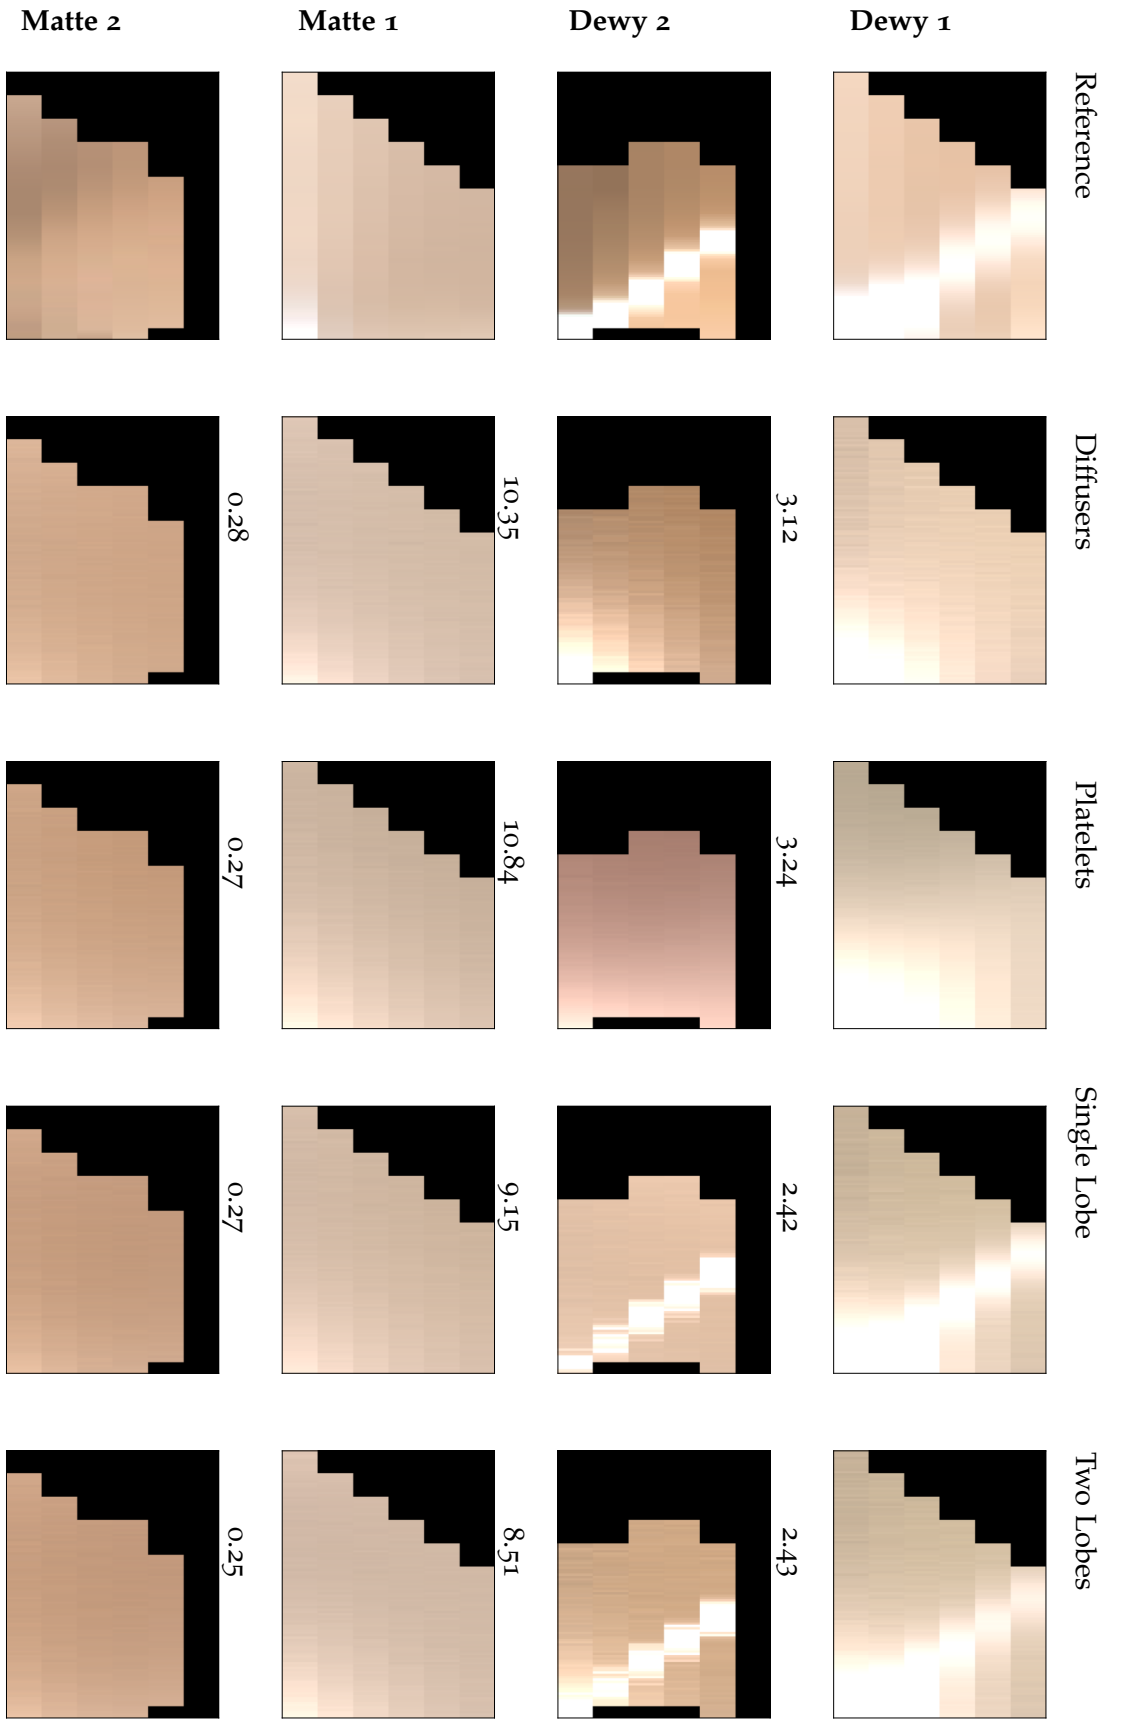 Matte 2 Matte 1 Dewy 2 Dewy 1
Reference
Diffusers
Platelets
Single Lobe
Two Lobes
3.12
3.24
2.42
2.43
10.35
10.84
9.15
8.51
0.28
0.27
0.27
0.25